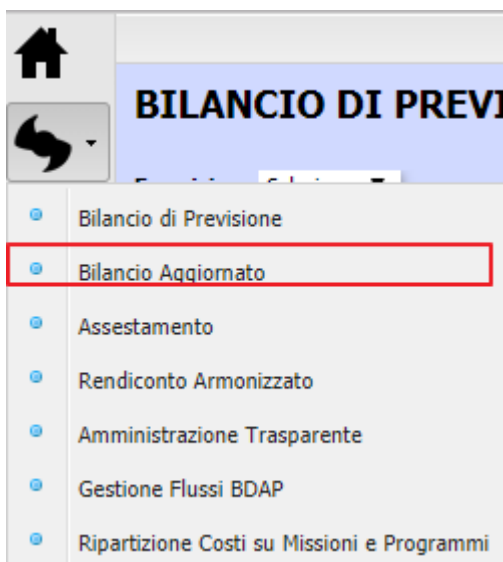 BILANCIO DI PREVI
Bilancio di Previsione
Bilancio Aggiornato
Assestamento
Rendiconto Armonizzato
Amministrazione Trasparente
Gestione Flussi BDAP
Ripartizione Costi su Missioni e Programmi